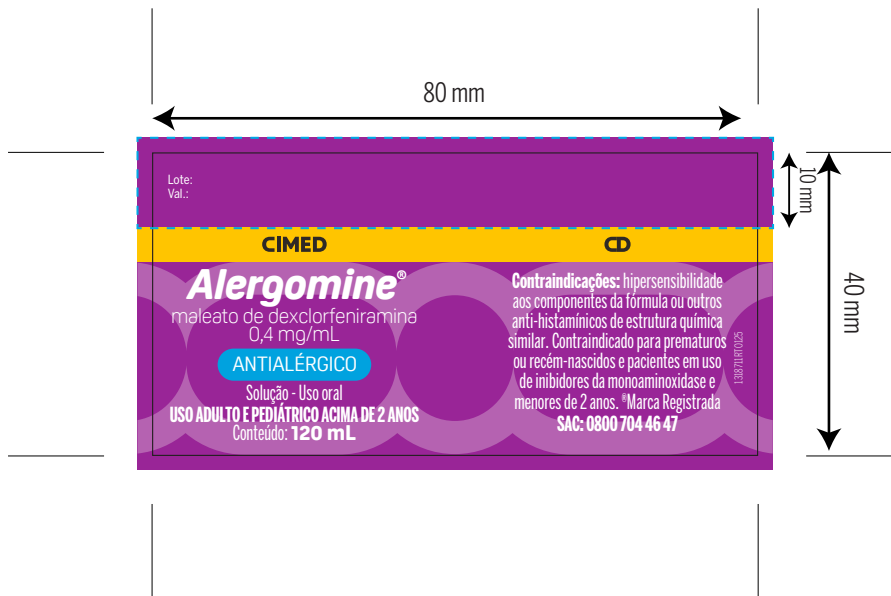 80 mm
10 mm
40 mm
Lote:
Val.:
CIMED
CD
Alergomine®
maleato de dexclorfeniramina
0,4 mg/mL
ANTIALÉRGICO
Solução - Uso oral
USO ADULTO E PEDIÁTRICO ACIMA DE 2 ANOS
Conteúdo: 120 mL
Contraindicações: hipersensibilidade
aos componentes da fórmula ou outros
anti-histamínicos de estrutura química
similar. Contraindicado para prematuros
ou recém-nascidos e pacientes em uso
de inibidores da monoaminoxidase e
menores de 2 anos. ®Marca Registrada
SAC: 0800 704 46 47
1318711RT0125